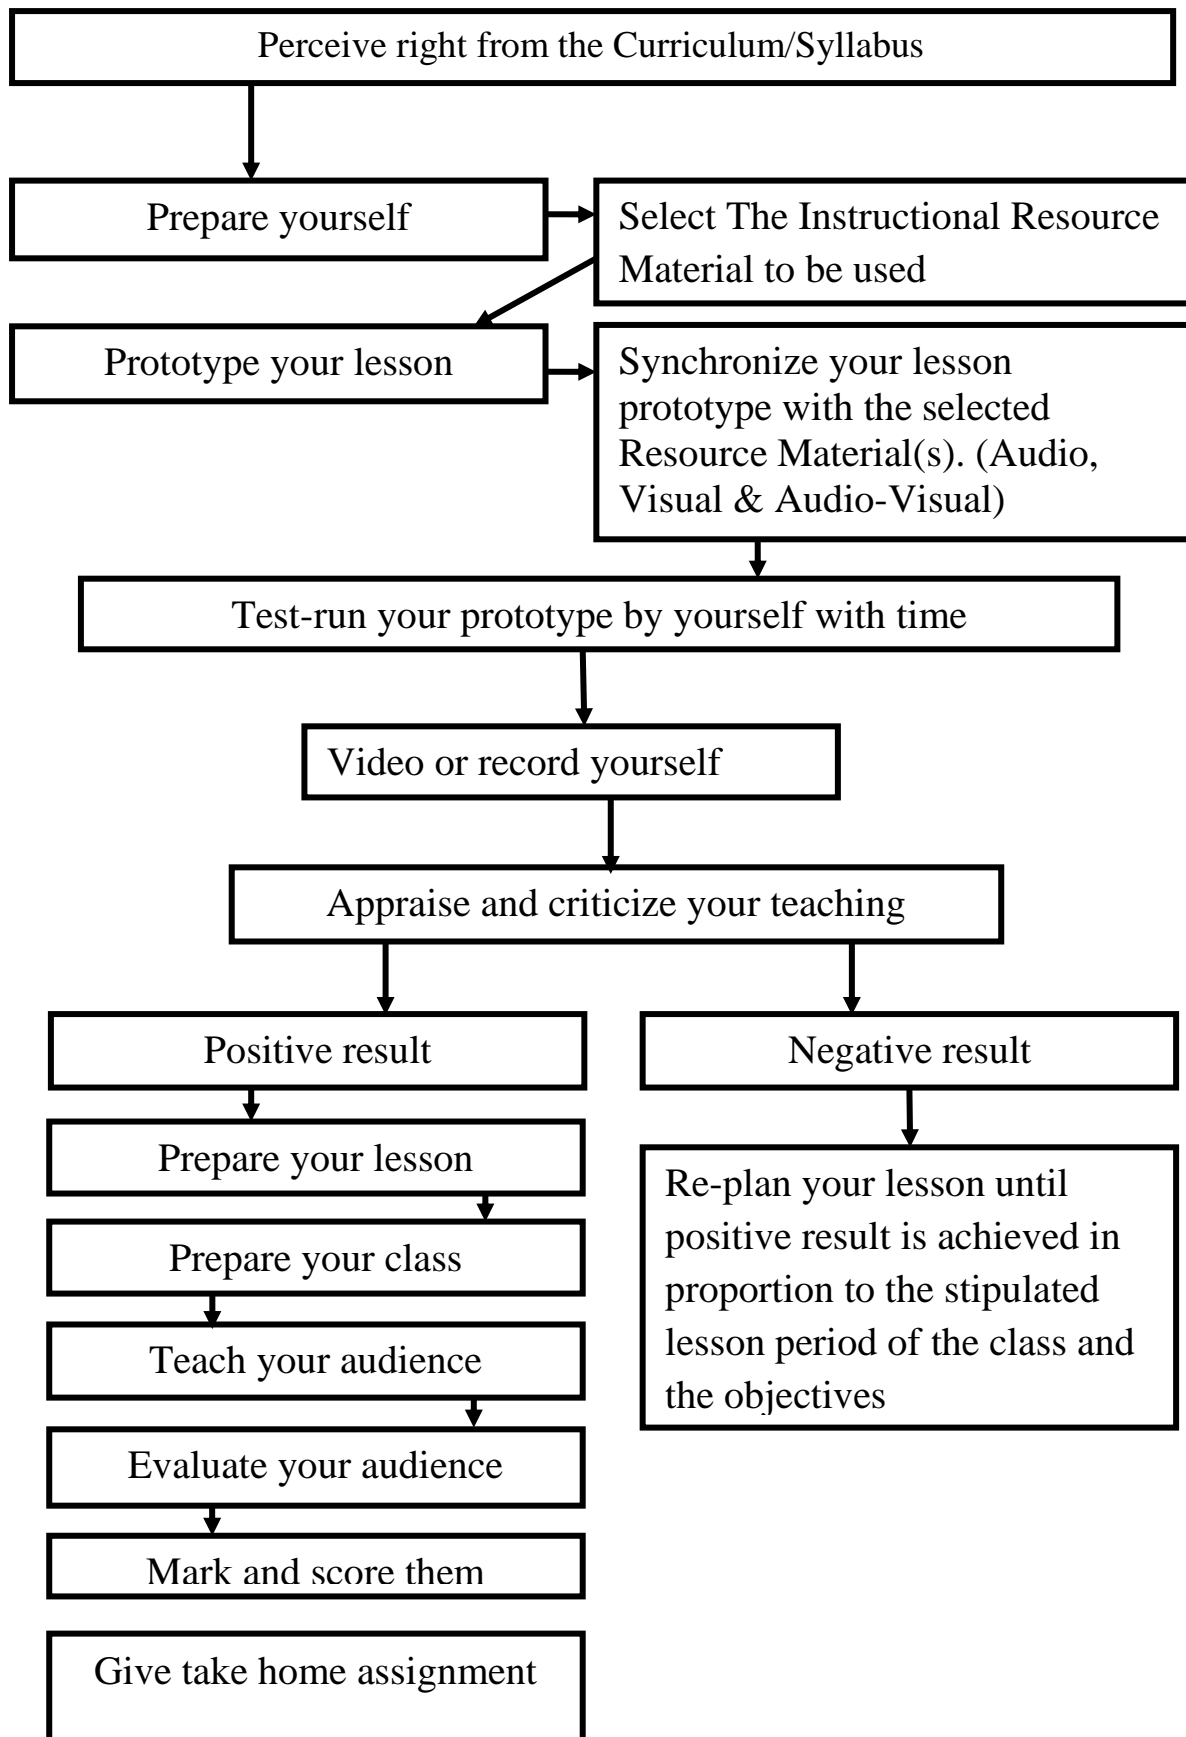 Perceive right from the Curriculum/Syllabus
Prepare yourself
Select The Instructional Resource
Material to be used
Prototype your lesson
Synchronize your lesson
prototype with the selected
Resource Material(s). (Audio,
Visual & Audio-Visual)
Test-run your prototype by yourself with time
Video or record yourself
Appraise and criticize your teaching
Positive result
Negative result
Prepare your lesson
Prepare your class
Teach your audience
Evaluate your audience
Mark and score them
Give take home assignment
Re-plan your lesson until
positive result is achieved in
proportion to the stipulated
lesson period of the class and
the objectives